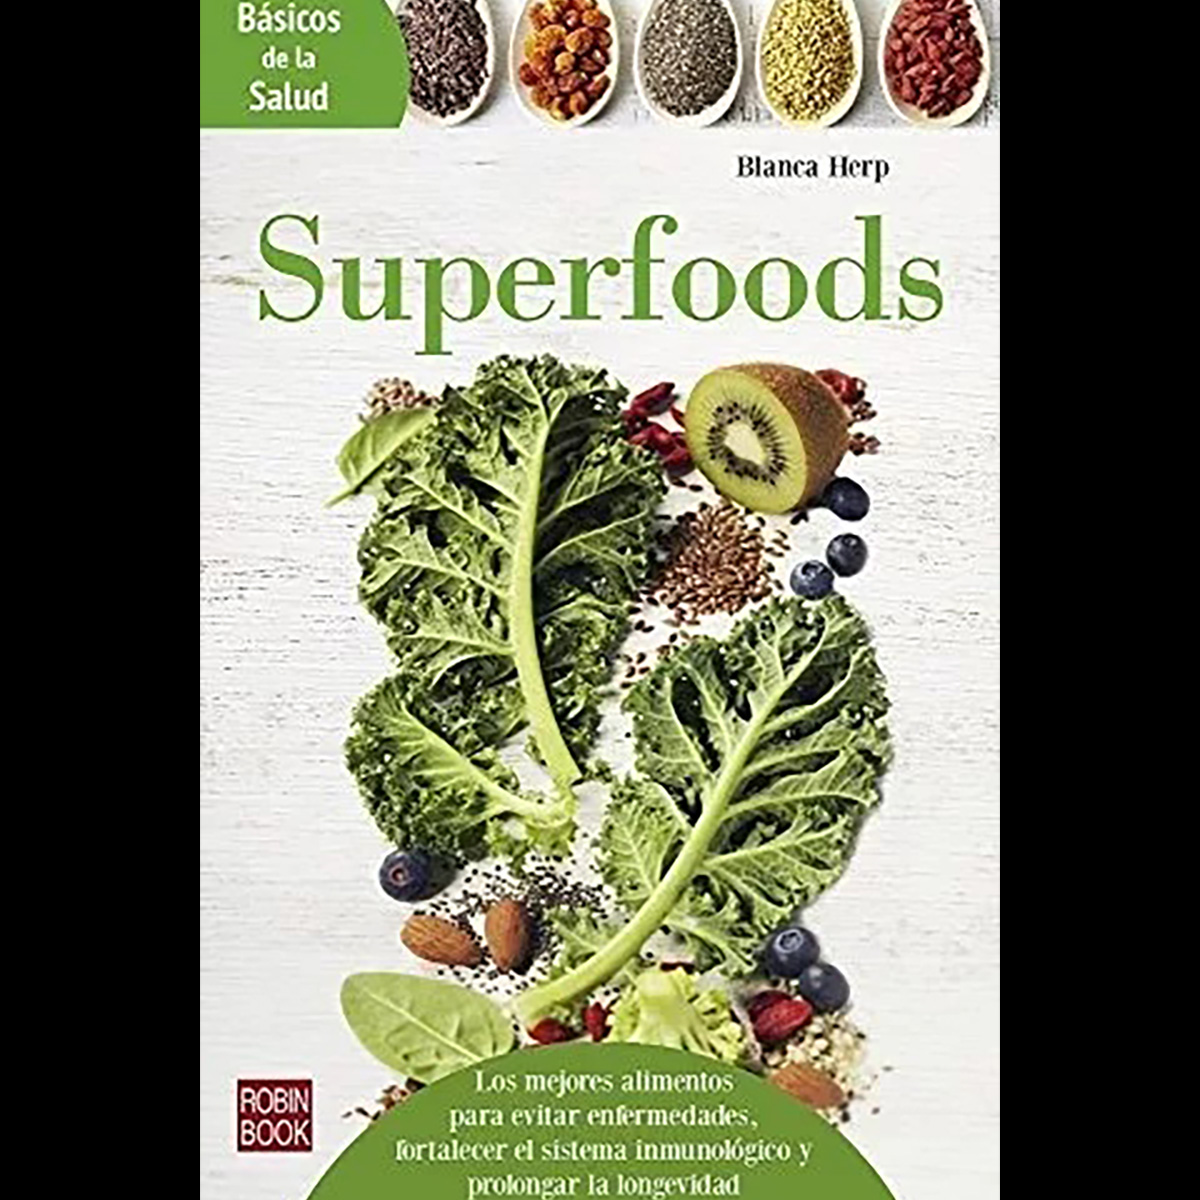 Básicos
de la
Salud
Blanca Herp
Superfoods
ROBIN
BOOK
Los mejores alimentos
para evitar enfermedades,
fortalecer el sistema inmunológico y
prolongar la longevidad